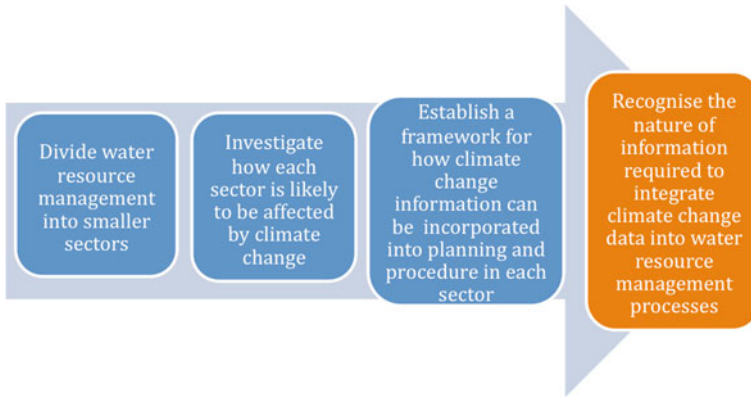 Divide water
resource
management
into smaller
sectors
Investigate
how each
sector is likely
to be affected
by climate
change
Establish a
framework for
how climate
change
information can
be incorporated
into planning and
procedure in each
sector
Recognise the
nature of
information
required to
integrate
climate change
data into water
resource
management
processes